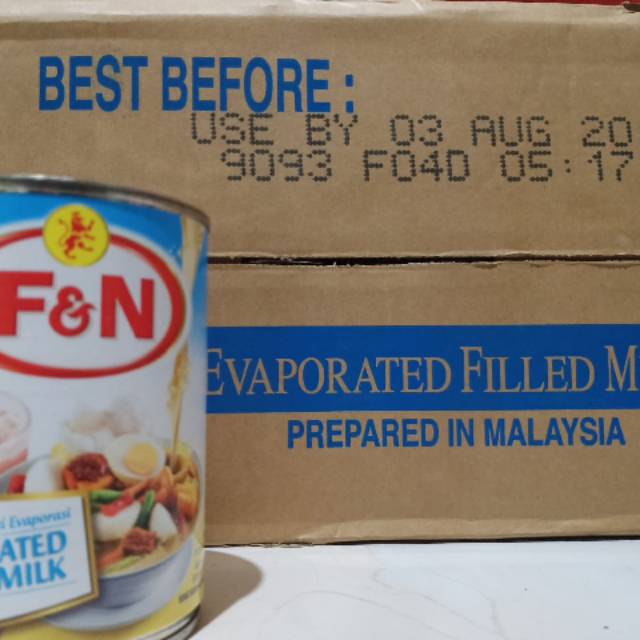 BEST BEFORE :
USE BY 03 AUG 20
9093 F04D 05:17
F&N
EVAPORATED FILLED M
PREPARED IN MALAYSIA
i Evaporasi
ATED
MILK